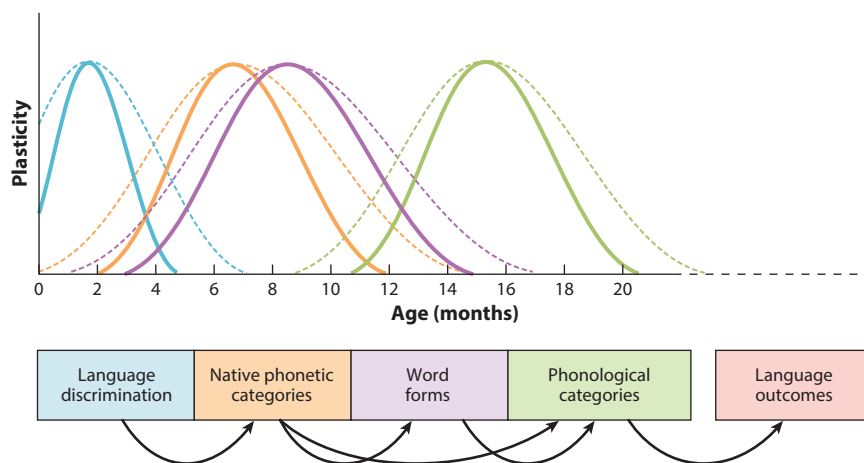 Plasticity
0 2 4 6 8 10 12 14 16 18 20
Age (months)
Language
discrimination
Native phonetic
categories
Word
forms
Phonological
categories
Language
outcomes